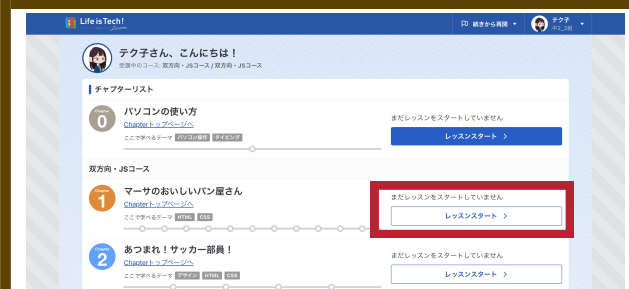 Life is Tech!
Lesson
続きから再開
テク子
中2_2組
テク子さん、こんにちは！
受講中のコース: 双方向・JSコース / 双方向・JSコース
チャプターリスト
Chapter
0
パソコンの使い方
Chapterトップページへ
ここで学べるテーマ パソコン操作 タイピング
まだレッスンをスタートしていません
レッスンスタート
双方向・JSコース
Chapter
1
マーサのおいしいパン屋さん
Chapterトップページへ
ここで学べるテーマ HTML CSS
まだレッスンをスタートしていません
レッスンスタート
Chapter
2
あつまれ！サッカー部員！
Chapterトップページへ
ここで学べるテーマ デザイン HTML CSS
まだレッスンをスタートしていません
レッスンスタート